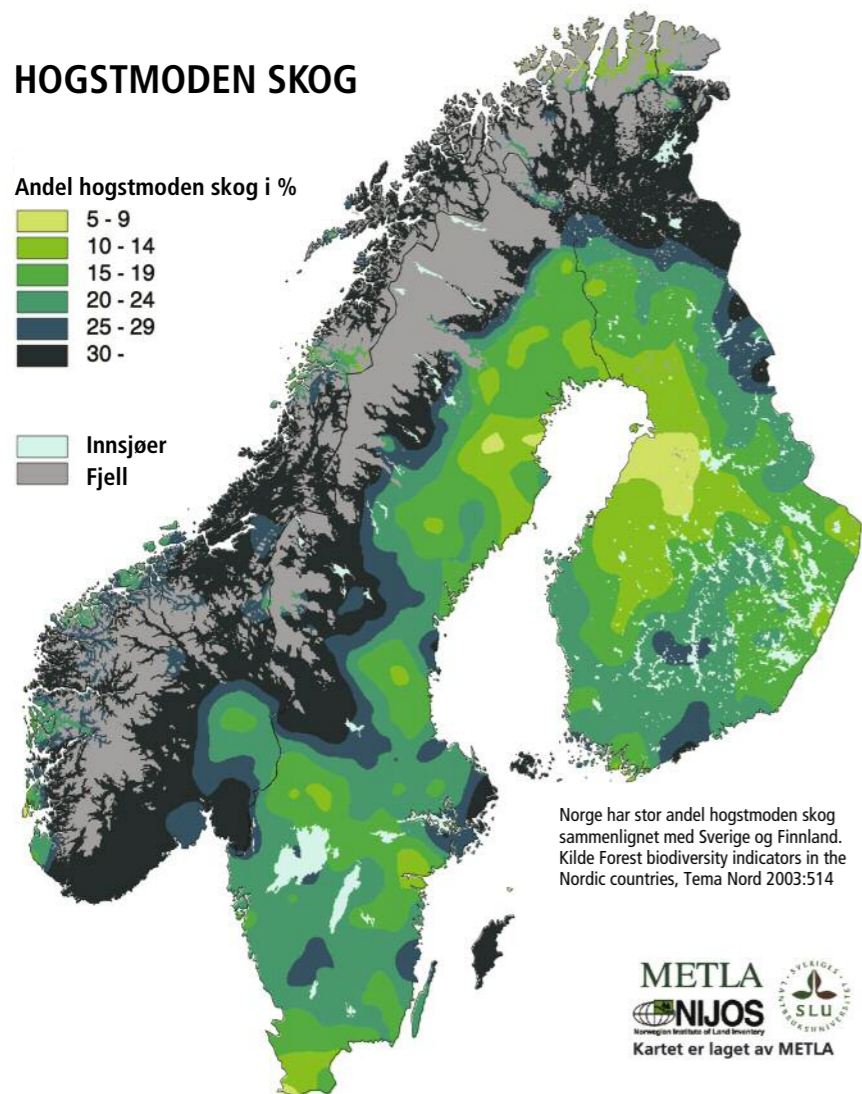 HOGSTMODEN SKOG
Andel hogstmoden skog i %
5 - 9
10 - 14
15 - 19
20 - 24
25 - 29
30 -
Innsjøer
Fjell
Norge har stor andel hogstmoden skog
sammenlignet med Sverige og Finnland.
Kilde Forest biodiversity indicators in the
Nordic countries, Tema Nord 2003:514
METLA
NIJOS
Norwegian Institute of Land Inventory
SVERIGES LANTBRUKSUNIVERSITET
SLU
Kartet er laget av METLA